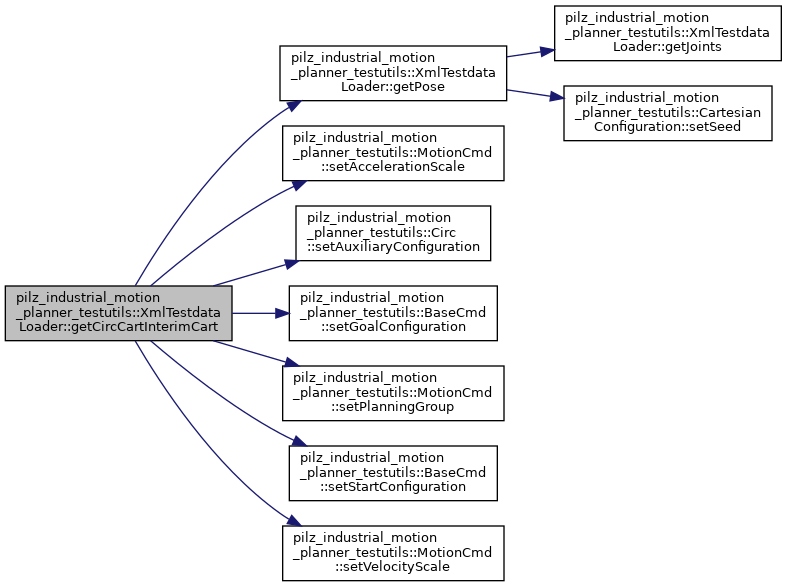 pilz_industrial_motion
_planner_testutils::XmlTestdata
Loader::getCircCartInterimCart
pilz_industrial_motion
_planner_testutils::XmlTestdata
Loader::getPose
pilz_industrial_motion
_planner_testutils::XmlTestdata
Loader::getJoints
pilz_industrial_motion
_planner_testutils::Cartesian
Configuration::setSeed
pilz_industrial_motion
_planner_testutils::MotionCmd
::setAccelerationScale
pilz_industrial_motion
_planner_testutils::Circ
::setAuxiliaryConfiguration
pilz_industrial_motion
_planner_testutils::BaseCmd
::setGoalConfiguration
pilz_industrial_motion
_planner_testutils::MotionCmd
::setPlanningGroup
pilz_industrial_motion
_planner_testutils::BaseCmd
::setStartConfiguration
pilz_industrial_motion
_planner_testutils::MotionCmd
::setVelocityScale